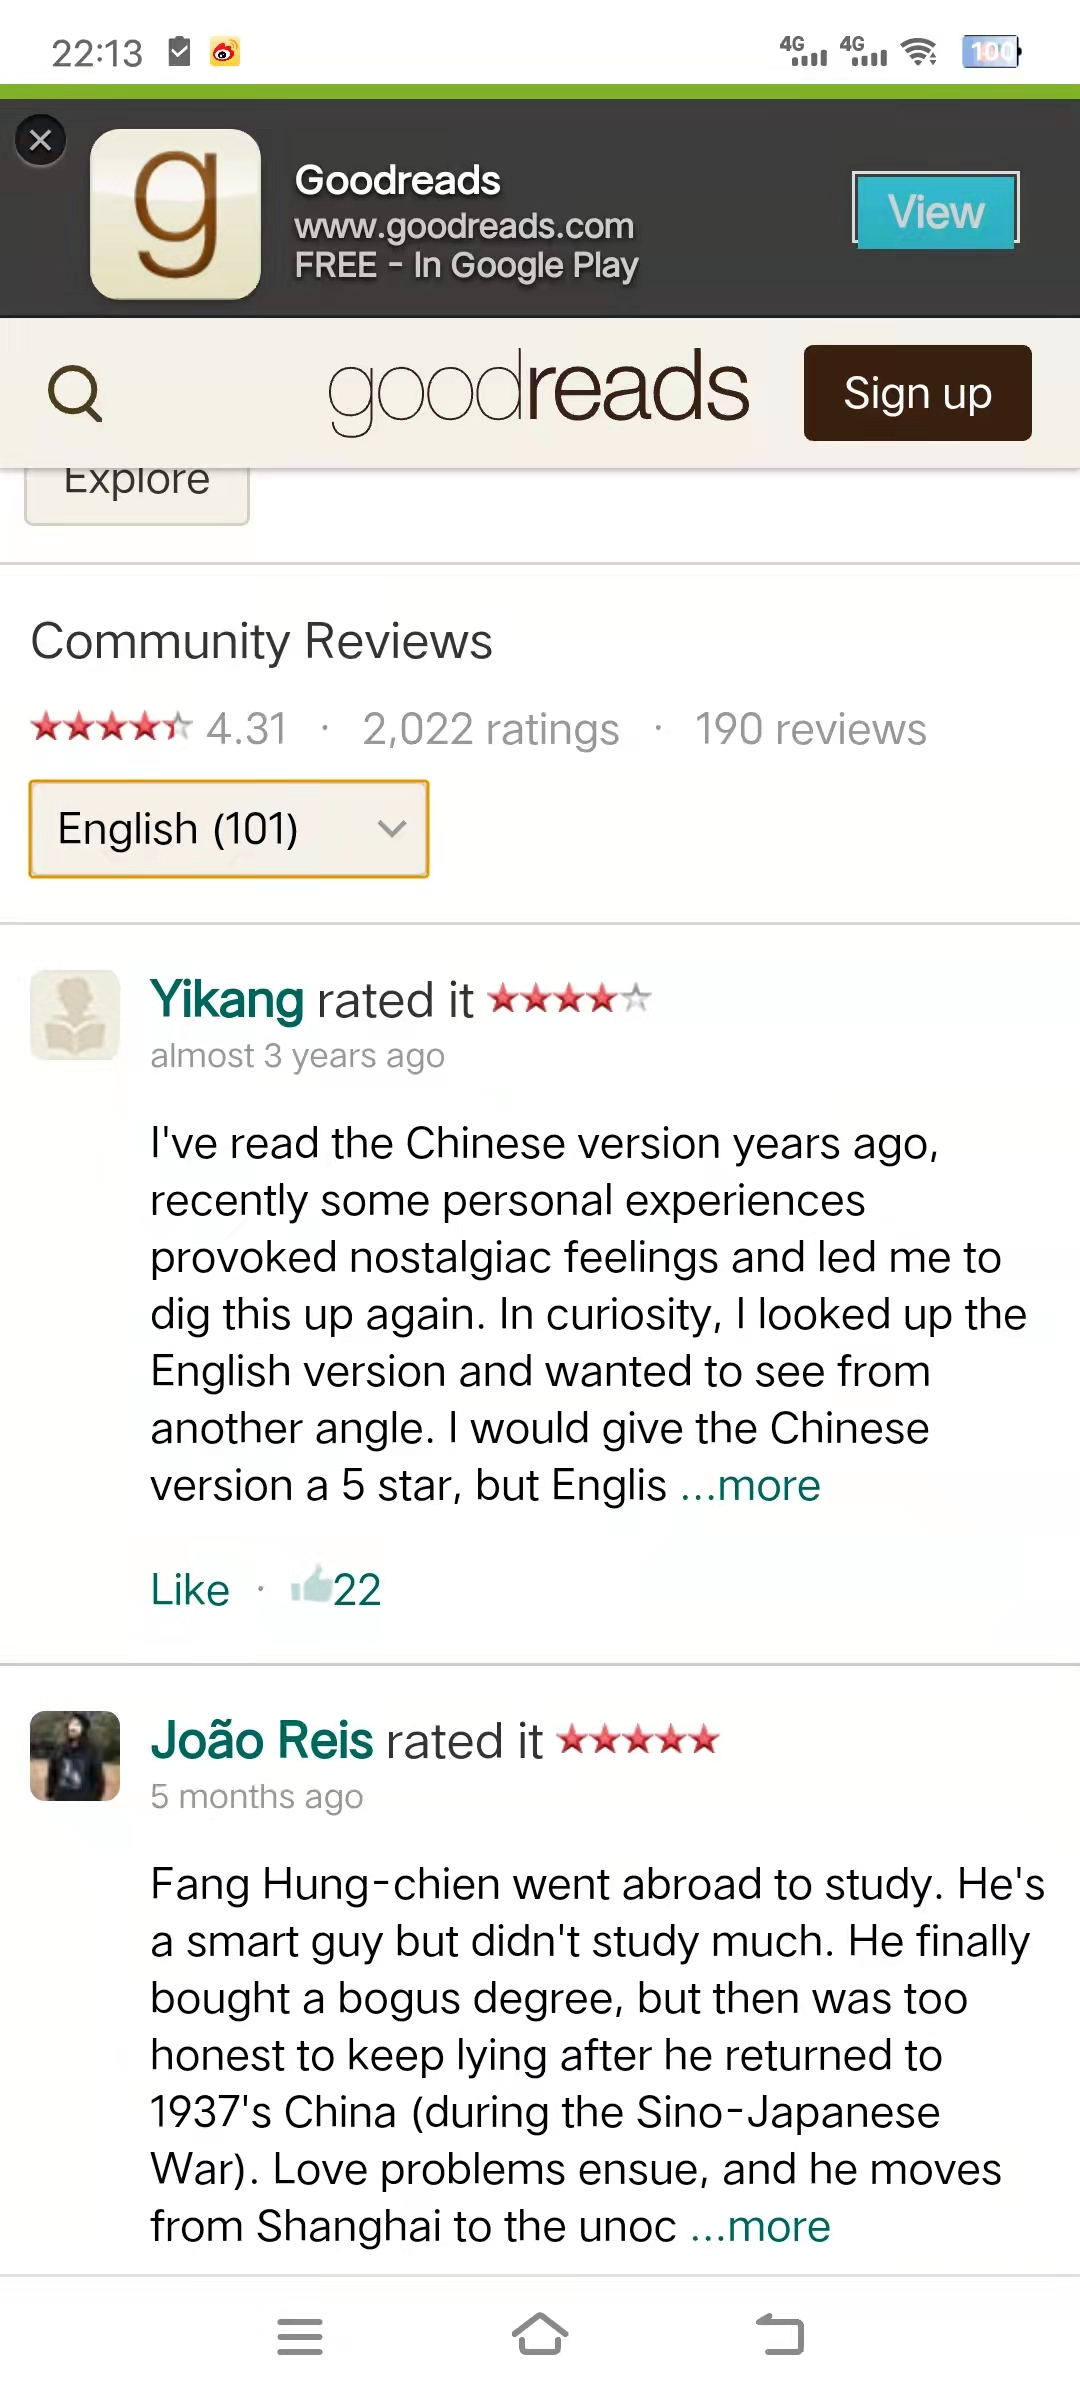 22:13
4G 4G 100
g
Goodreads
www.goodreads.com
FREE - In Google Play
View
goodreads
Sign up
Explore
Community Reviews
4.31 · 2,022 ratings · 190 reviews
English (101)
Yikang rated it
almost 3 years ago
I've read the Chinese version years ago,
recently some personal experiences
provoked nostalgiac feelings and led me to
dig this up again. In curiosity, I looked up the
English version and wanted to see from
another angle. I would give the Chinese
version a 5 star, but Englis ...more
Like · 22
João Reis rated it
5 months ago
Fang Hung-chien went abroad to study. He's
a smart guy but didn't study much. He finally
bought a bogus degree, but then was too
honest to keep lying after he returned to
1937's China (during the Sino-Japanese
War). Love problems ensue, and he moves
from Shanghai to the unoc ...more